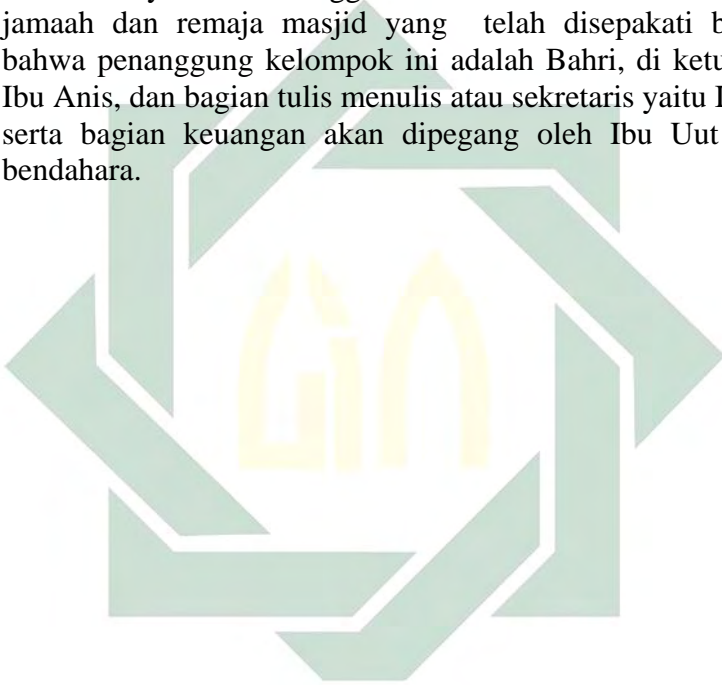 jamaah dan remaja masjid yang telah disepakati
bahwa penanggung kelompok ini adalah Bahri, di
Ibu Anis, dan bagian tulis menulis atau sekretaris yaitu
serta bagian keuangan akan dipegang oleh Ibu Uut
bendahara.